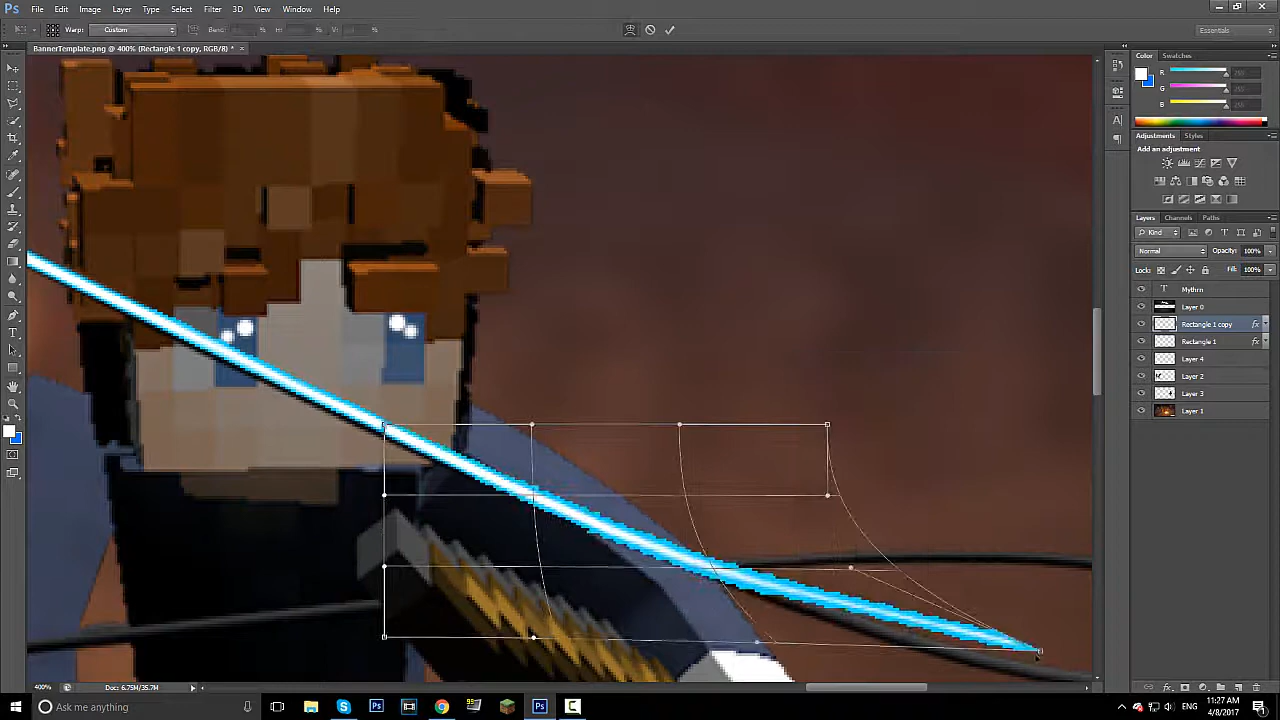 Ps File Edit Image Layer Type Select Filter 3D View Window Help
Warp: Custom Bend: % H: % V: % Essentials
BannerTemplate.png @ 400% (Rectangle 1 copy, RGB/8) * ×
Color Swatches
R
G
B
Adjustments Styles
Add an adjustment
Layers Channels Paths
Kind
Normal Opacity: 100%
Lock: Fill: 100%
T Mythrn
Layer 0
Rectangle 1 copy fx
Rectangle 1 fx
Layer 4
Layer 2
Layer 3
Layer 1
400% Doc: 6.75M/35.7M
Ask me anything
11:27 AM
4/8/2017